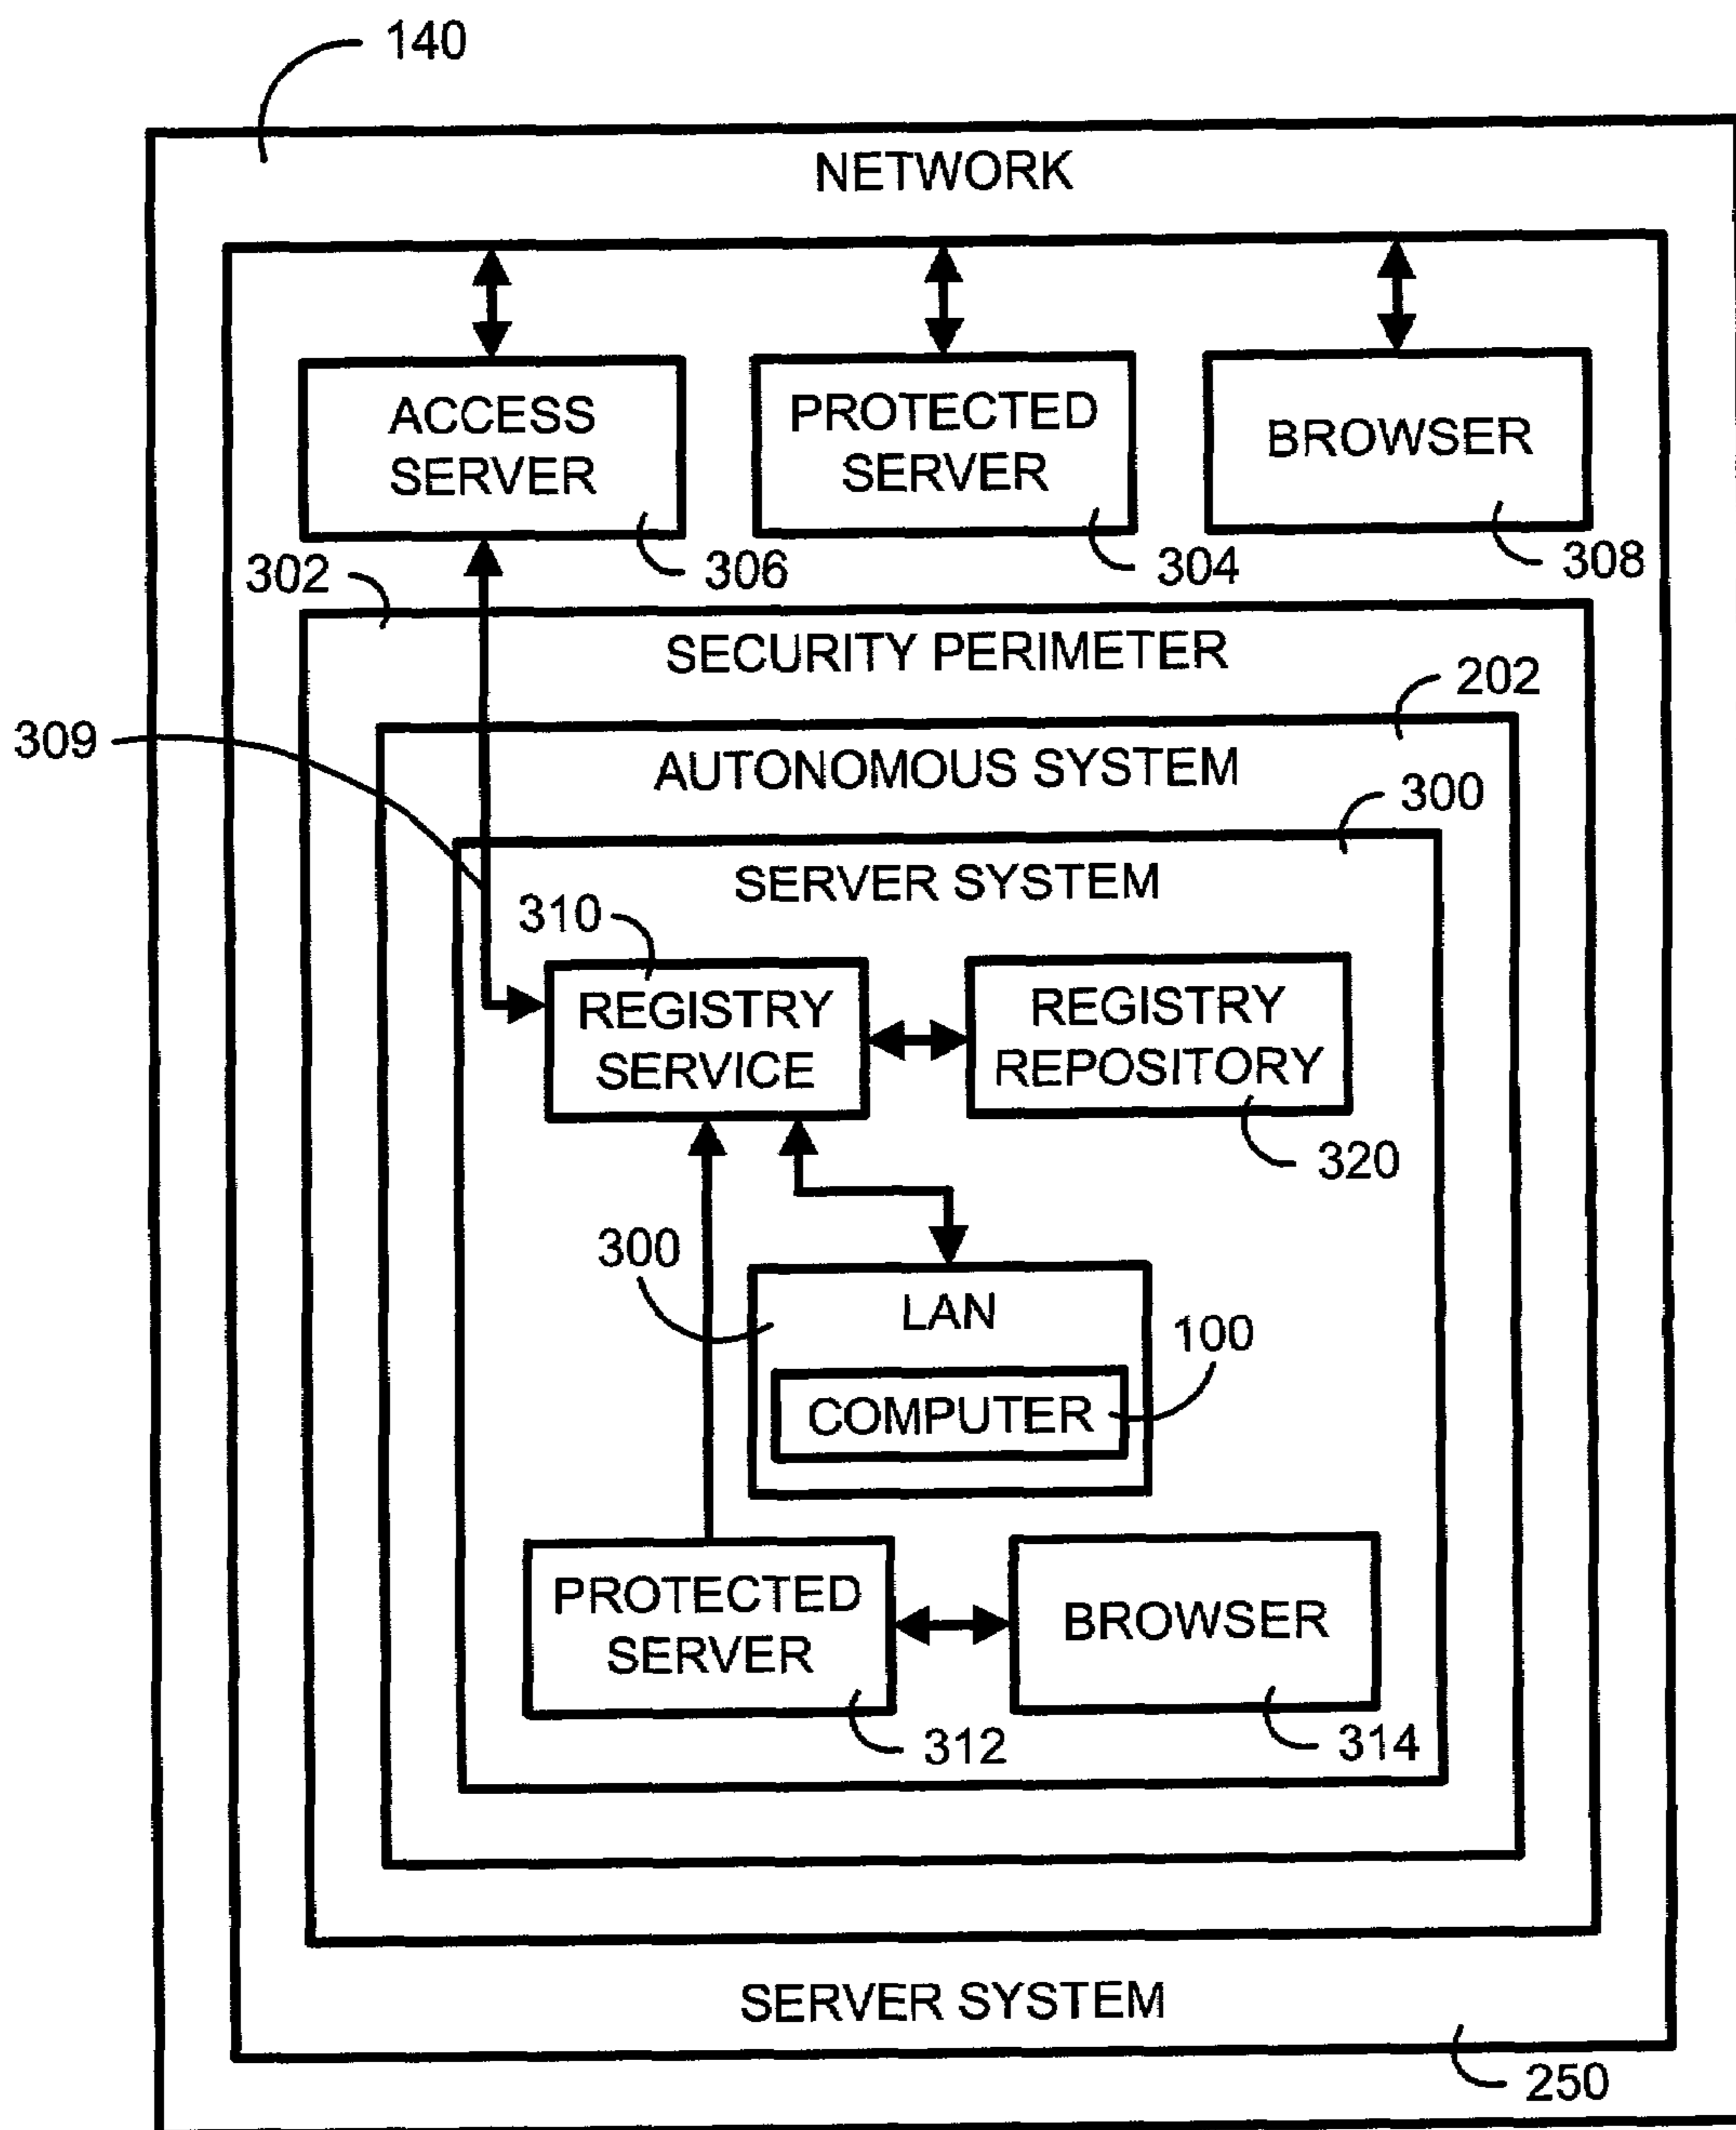 140
NETWORK
ACCESS
SERVER
306
PROTECTED
SERVER
304
BROWSER
308
302
SECURITY PERIMETER
202
309
AUTONOMOUS SYSTEM
300
SERVER SYSTEM
310
REGISTRY
SERVICE
REGISTRY
REPOSITORY
320
300
LAN
100
COMPUTER
PROTECTED
SERVER
312
BROWSER
314
SERVER SYSTEM
250